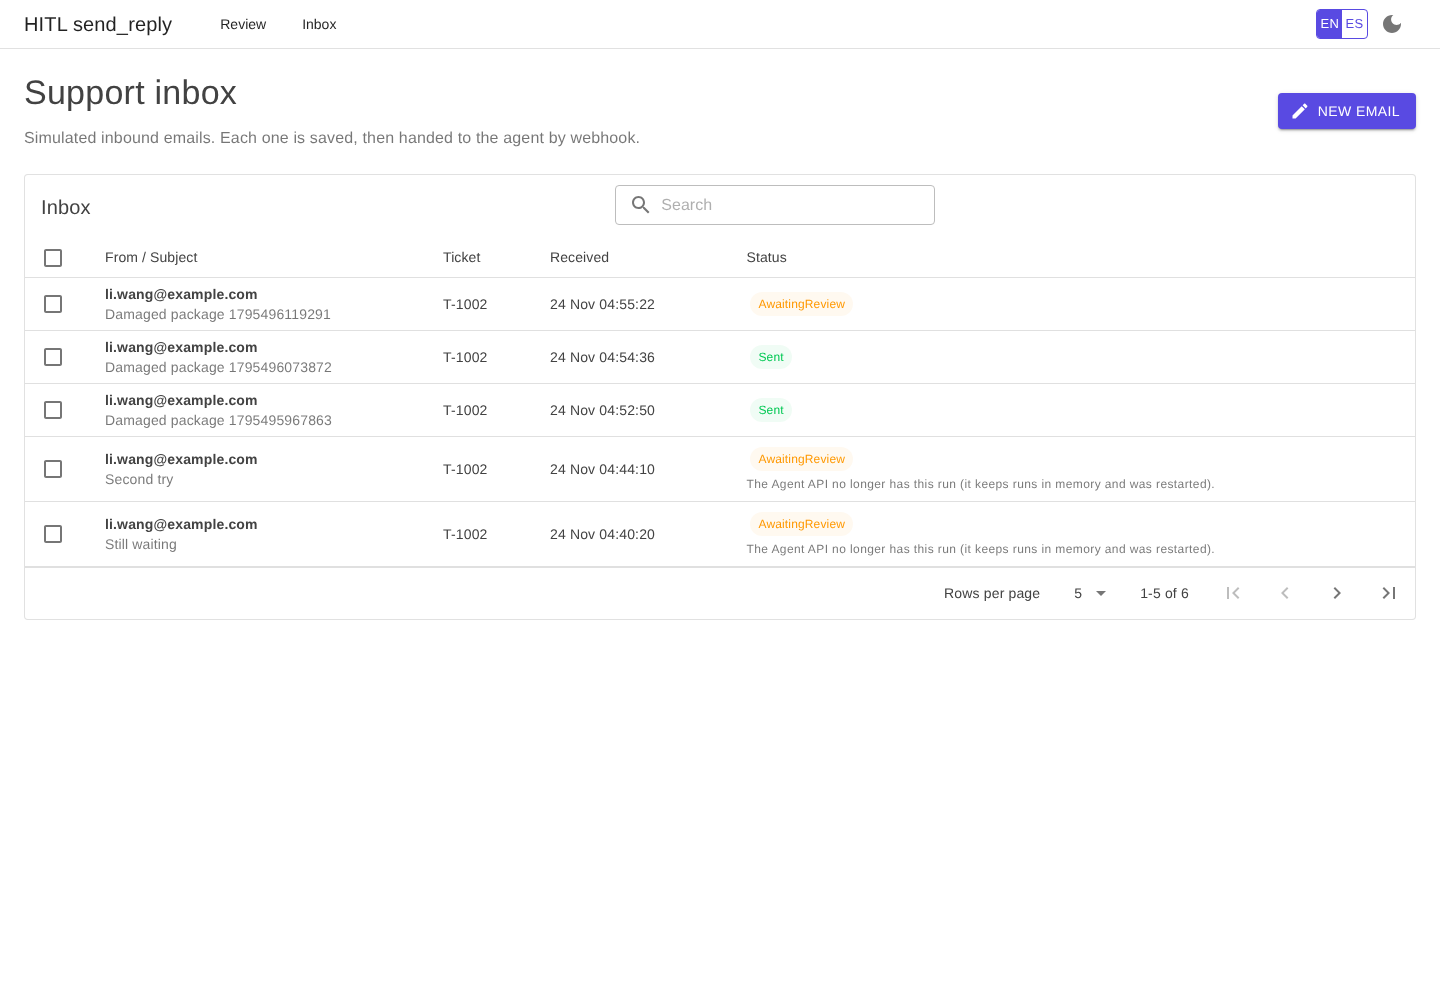 HITL send_reply
Review
Inbox
EN ES
Support inbox
NEW EMAIL
Simulated inbound emails. Each one is saved, then handed to the agent by webhook.
Inbox
Search
From / Subject Ticket Received Status
li.wang@example.com
Damaged package 1795496119291
T-1002 24 Nov 04:55:22 AwaitingReview
li.wang@example.com
Damaged package 1795496073872
T-1002 24 Nov 04:54:36 Sent
li.wang@example.com
Damaged package 1795495967863
T-1002 24 Nov 04:52:50 Sent
li.wang@example.com
Second try
T-1002 24 Nov 04:44:10 AwaitingReview
The Agent API no longer has this run (it keeps runs in memory and was restarted).
li.wang@example.com
Still waiting
T-1002 24 Nov 04:40:20 AwaitingReview
The Agent API no longer has this run (it keeps runs in memory and was restarted).
Rows per page 5 1-5 of 6